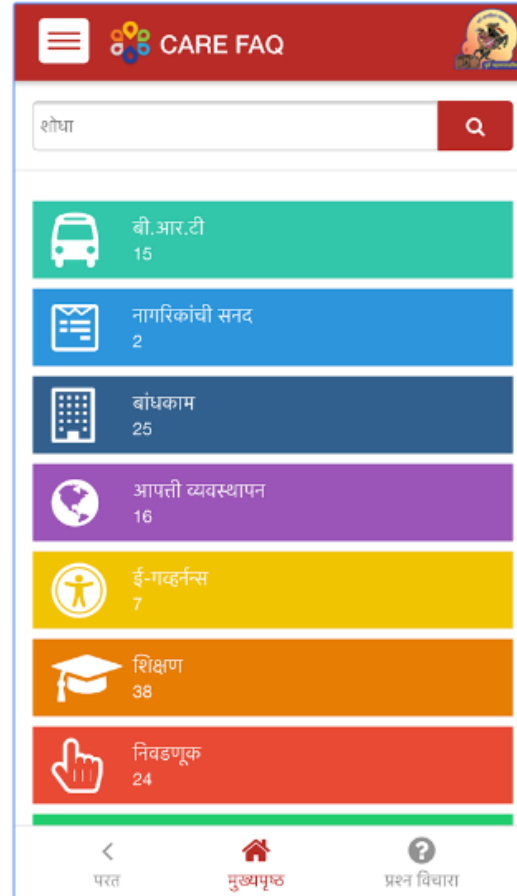 CARE FAQ
शोधा
बी.आर.टी
15
नागरिकांची सनद
2
बांधकाम
25
आपत्ती व्यवस्थापन
16
ई-गव्हर्नन्स
7
शिक्षण
38
निवडणूक
24
परत
मुख्यपृष्ठ
प्रश्न विचारा